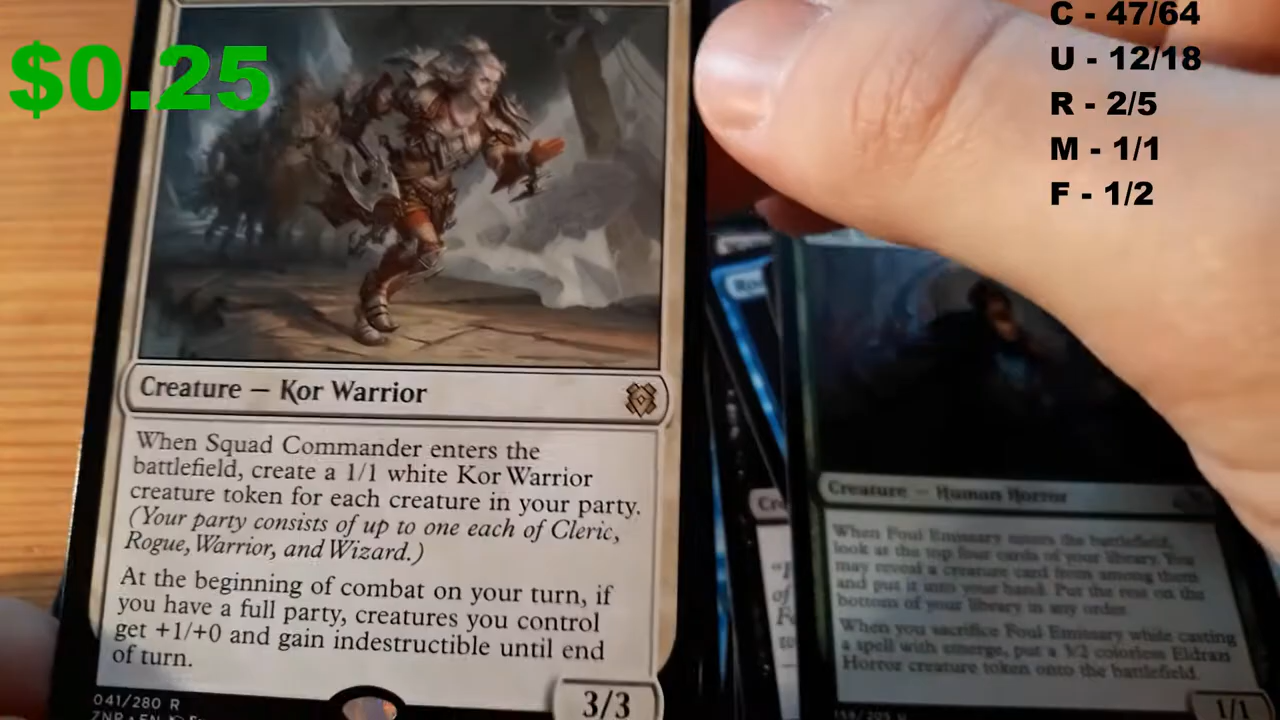 $0.25
C - 47/64
U - 12/18
R - 2/5
M - 1/1
F - 1/2
Creature — Kor Warrior
When Squad Commander enters the
battlefield, create a 1/1 white Kor Warrior
creature token for each creature in your party.
(Your party consists of up to one each of Cleric,
Rogue, Warrior, and Wizard.)
At the beginning of combat on your turn, if
you have a full party, creatures you control
get +1/+0 and gain indestructible until end
of turn.
041/280 R
ZNR • EN
3/3
Creature — Human Horror
When Foul Emissary enters the battlefield,
look at the top four cards of your library. You
may reveal a creature card from among them
and put it into your hand. Put the rest on the
bottom of your library in any order.
When you sacrifice Foul Emissary while casting
a spell with emerge, put a 3/2 colorless Eldrazi
Horror creature token onto the battlefield.
1/1